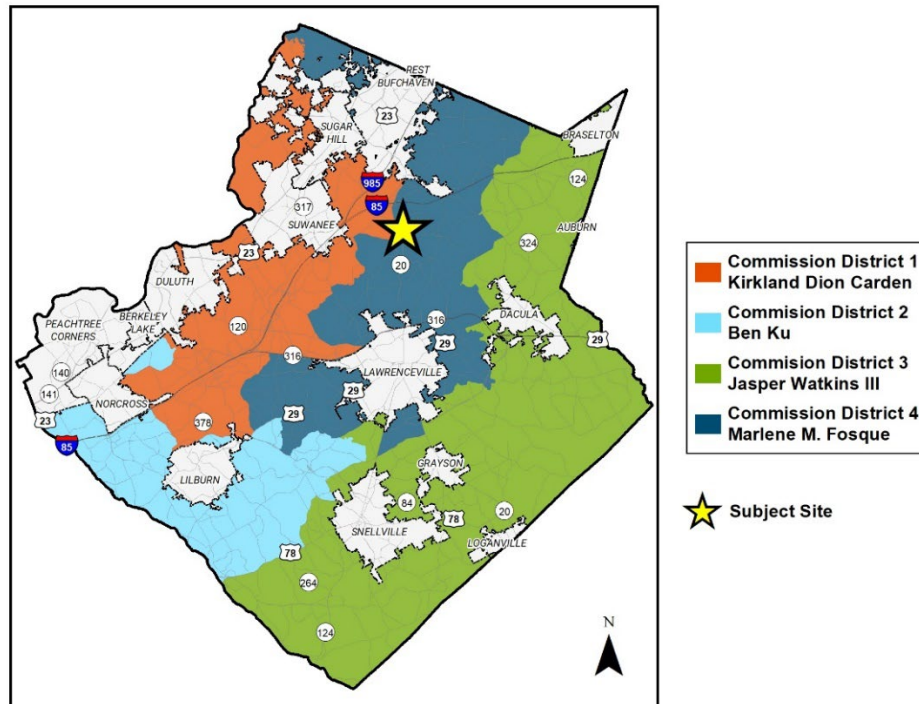 REST
BUFCHAVEN
23
SUGAR
HILL
BRASELTON
985
124
85
317
SUWANEE
AUBURN
324
23
20
DULUTH
DACULA
PEACHTREE
CORNERS
BERKELEY
LAKE
120
316
29
29
316
LAWRENCEVILLE
140
29
141
NORCROSS
23
29
378
85
LILBURN
GRAYSON
84
20
SNELLVILLE
78
LOGANVILLE
78
264
124
N
Commission District 1
Kirkland Dion Carden
Commision District 2
Ben Ku
Commision District 3
Jasper Watkins III
Commission District 4
Marlene M. Fosque
Subject Site